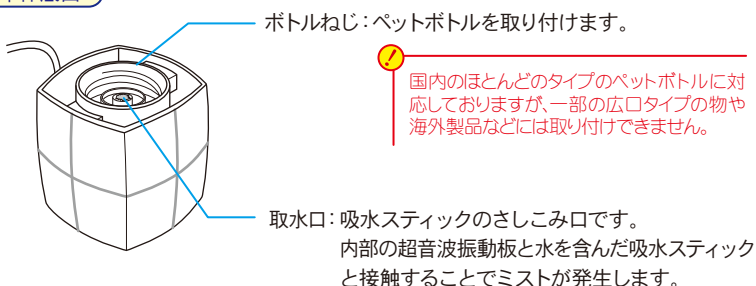 ボトルねじ：ペットボトルを取り付けます。
国内のほとんどのタイプのペットボトルに対
応しておりますが、一部の広口タイプの物や
海外製品などには取り付けできません。
取水口：吸水スティックのさしこみ口です。
内部の超音波振動板と水を含んだ吸水スティック
と接触することでミストが発生します。